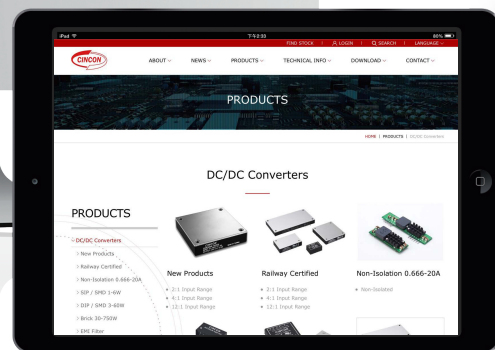 iPad 下午9:30 80%
FIND STOCK | LOGIN | SEARCH | LANGUAGE
CINCON ABOUT NEWS PRODUCTS TECHNICAL INFO DOWNLOAD CONTACT
PRODUCTS
HOME | PRODUCTS | DC/DC Converters
DC/DC Converters
PRODUCTS
DC/DC Converters
> New Products
> Railway Certified
> Non-Isolation 0.666-20A
> SIP / SMD 1-6W
> DIP / SMD 3-60W
> Brick 30-750W
> EMI Filter
New Products
• 2:1 Input Range
• 4:1 Input Range
• 12:1 Input Range
Railway Certified
• 2:1 Input Range
• 4:1 Input Range
• 12:1 Input Range
Non-Isolation 0.666-20A
• Non-Isolated